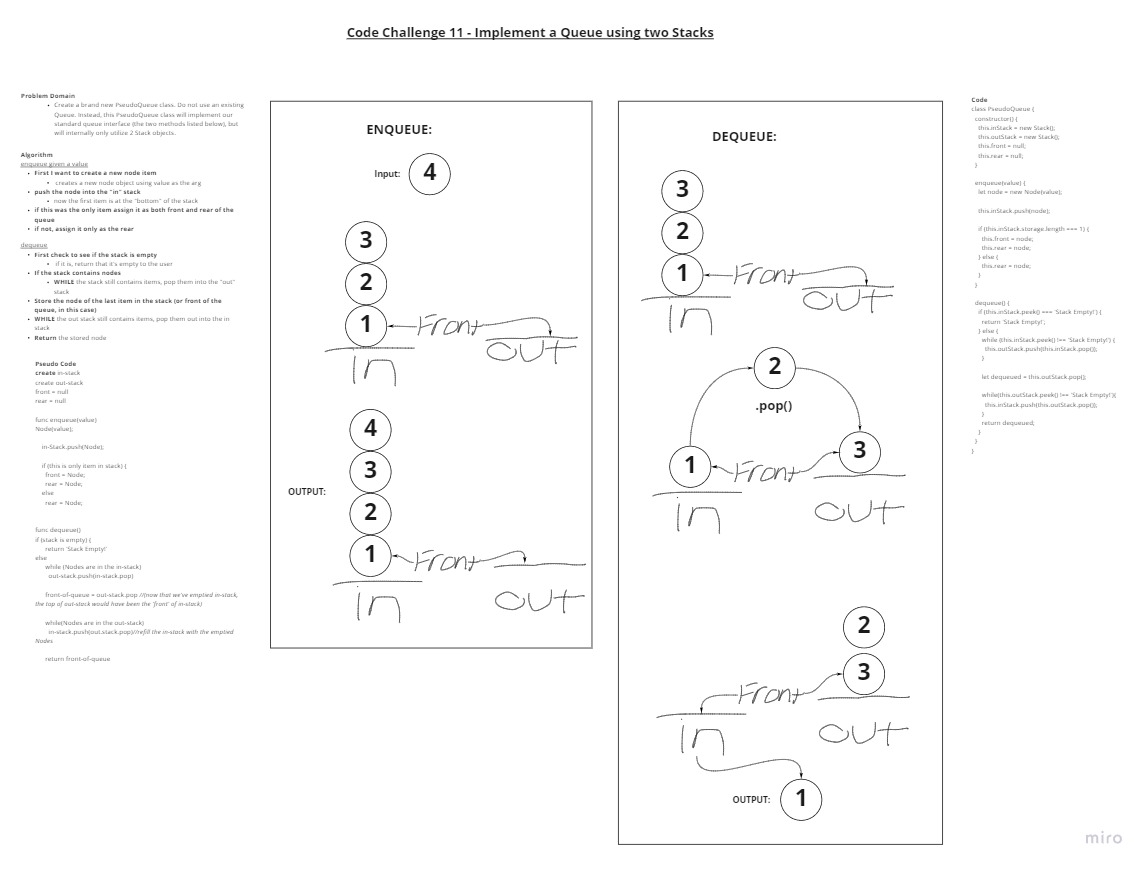 Code Challenge 11 - Implement a Queue using two Stacks
Problem Domain
• Create a brand new PseudoQueue class. Do not use an existing
Queue. Instead, this PseudoQueue class will implement our
standard queue interface (the two methods listed below), but
will internally only utilize 2 Stack objects.
Algorithm
enqueue given a value
• First I want to create a new node item
• creates a new node object using value as the arg
• push the node into the "in" stack
• now the first item is at the "bottom" of the stack
• if this was the only item assign it as both front and rear of the
queue
• if not, assign it only as the rear
dequeue
• First check to see if the stack is empty
• if it is, return that it's empty to the user
• If the stack contains nodes
• WHILE the stack still contains items, pop them into the "out"
stack
• Store the node of the last item in the stack (or front of the
queue, in this case)
• WHILE the out stack still contains items, pop them out into the in
stack
• Return the stored node
Pseudo Code
create in-stack
create out-stack
front = null
rear = null
func enqueue(value)
Node(value);
in-Stack.push(Node);
if (this is only item in stack) {
front = Node;
rear = Node;
else
rear = Node;
func dequeue()
if (stack is empty) {
return 'Stack Empty!'
else
while (Nodes are in the in-stack)
out-stack.push(in-stack.pop)
front-of-queue = out-stack.pop //(now that we've emptied in-stack,
the top of out-stack would have been the 'front' of in-stack)
while(Nodes are in the out-stack)
in-stack.push(out.stack.pop)//refill the in-stack with the emptied
Nodes
return front-of-queue
ENQUEUE:
Input: 4
3
2
1 Front
in out
4
3
OUTPUT:
2
1 Front
in out
DEQUEUE:
3
2
1 Front
in out
2
.pop()
1 Front 3
in out
2
3
Front
in out
OUTPUT: 1
Code
class PseudoQueue {
constructor() {
this.inStack = new Stack();
this.outStack = new Stack();
this.front = null;
this.rear = null;
}
enqueue(value) {
let node = new Node(value);
this.inStack.push(node);
if (this.inStack.storage.length === 1) {
this.front = node;
this.rear = node;
} else {
this.rear = node;
}
}
dequeue() {
if (this.inStack.peek() === 'Stack Empty!') {
return 'Stack Empty!';
} else {
while (this.inStack.peek() !== 'Stack Empty!') {
this.outStack.push(this.inStack.pop());
}
let dequeued = this.outStack.pop();
while(this.outStack.peek() !== 'Stack Empty!'){
this.inStack.push(this.outStack.pop());
}
return dequeued;
}
}
}
miro